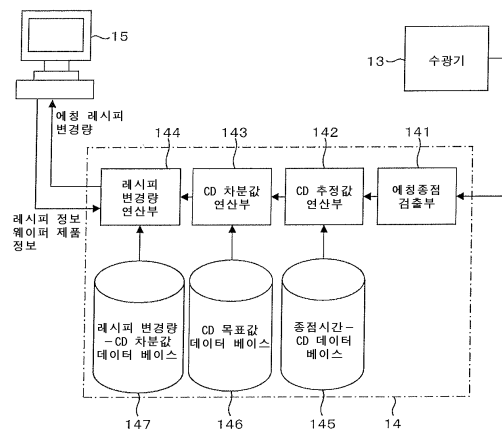 15
13
수광기
에칭 레시피
변경량
144
143
142
141
레시피
변경량
연산부
CD 차분값
연산부
CD 추정값
연산부
에칭종점
검출부
레시피 정보
웨이퍼 제품
정보
레시피 변경량
-CD 차분값
데이터 베이스
CD 목표값
데이터 베이스
종점시간-
CD 데이터
베이스
147
146
145
14